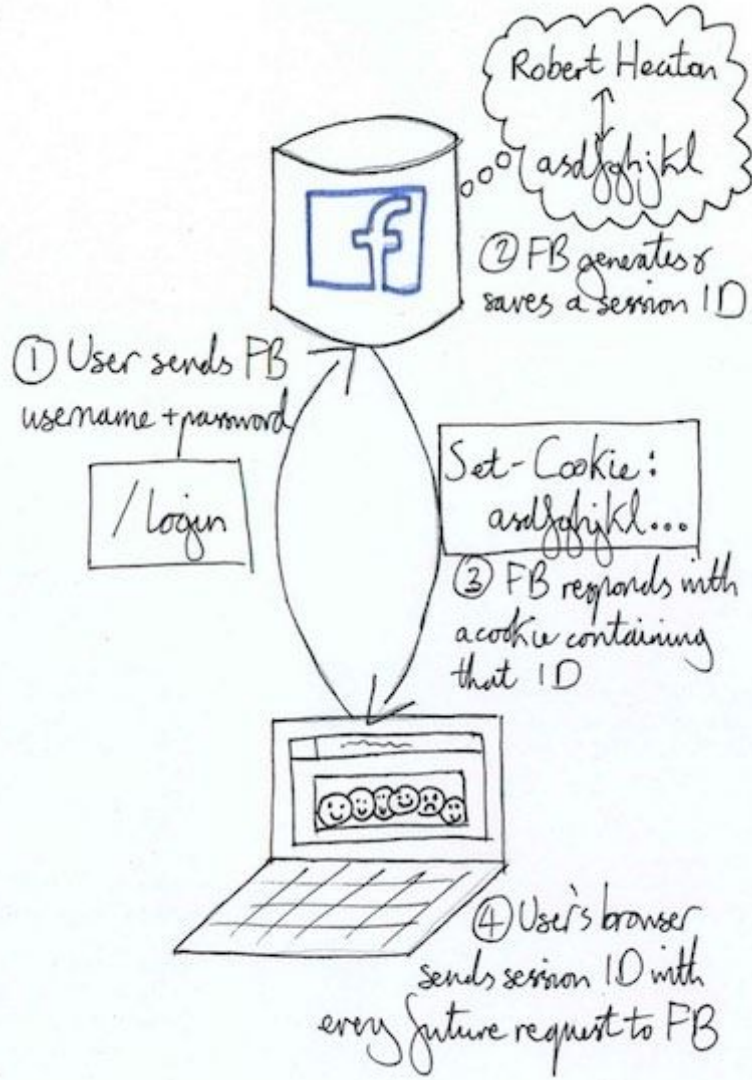 Robert Heaton
asdfghjkl
② FB generates &
saves a session ID
① User sends FB
username + password
/login
Set-Cookie:
asdfghjkl...
③ FB responds with
a cookie containing
that ID
④ User's browser
sends session ID with
every future request to FB